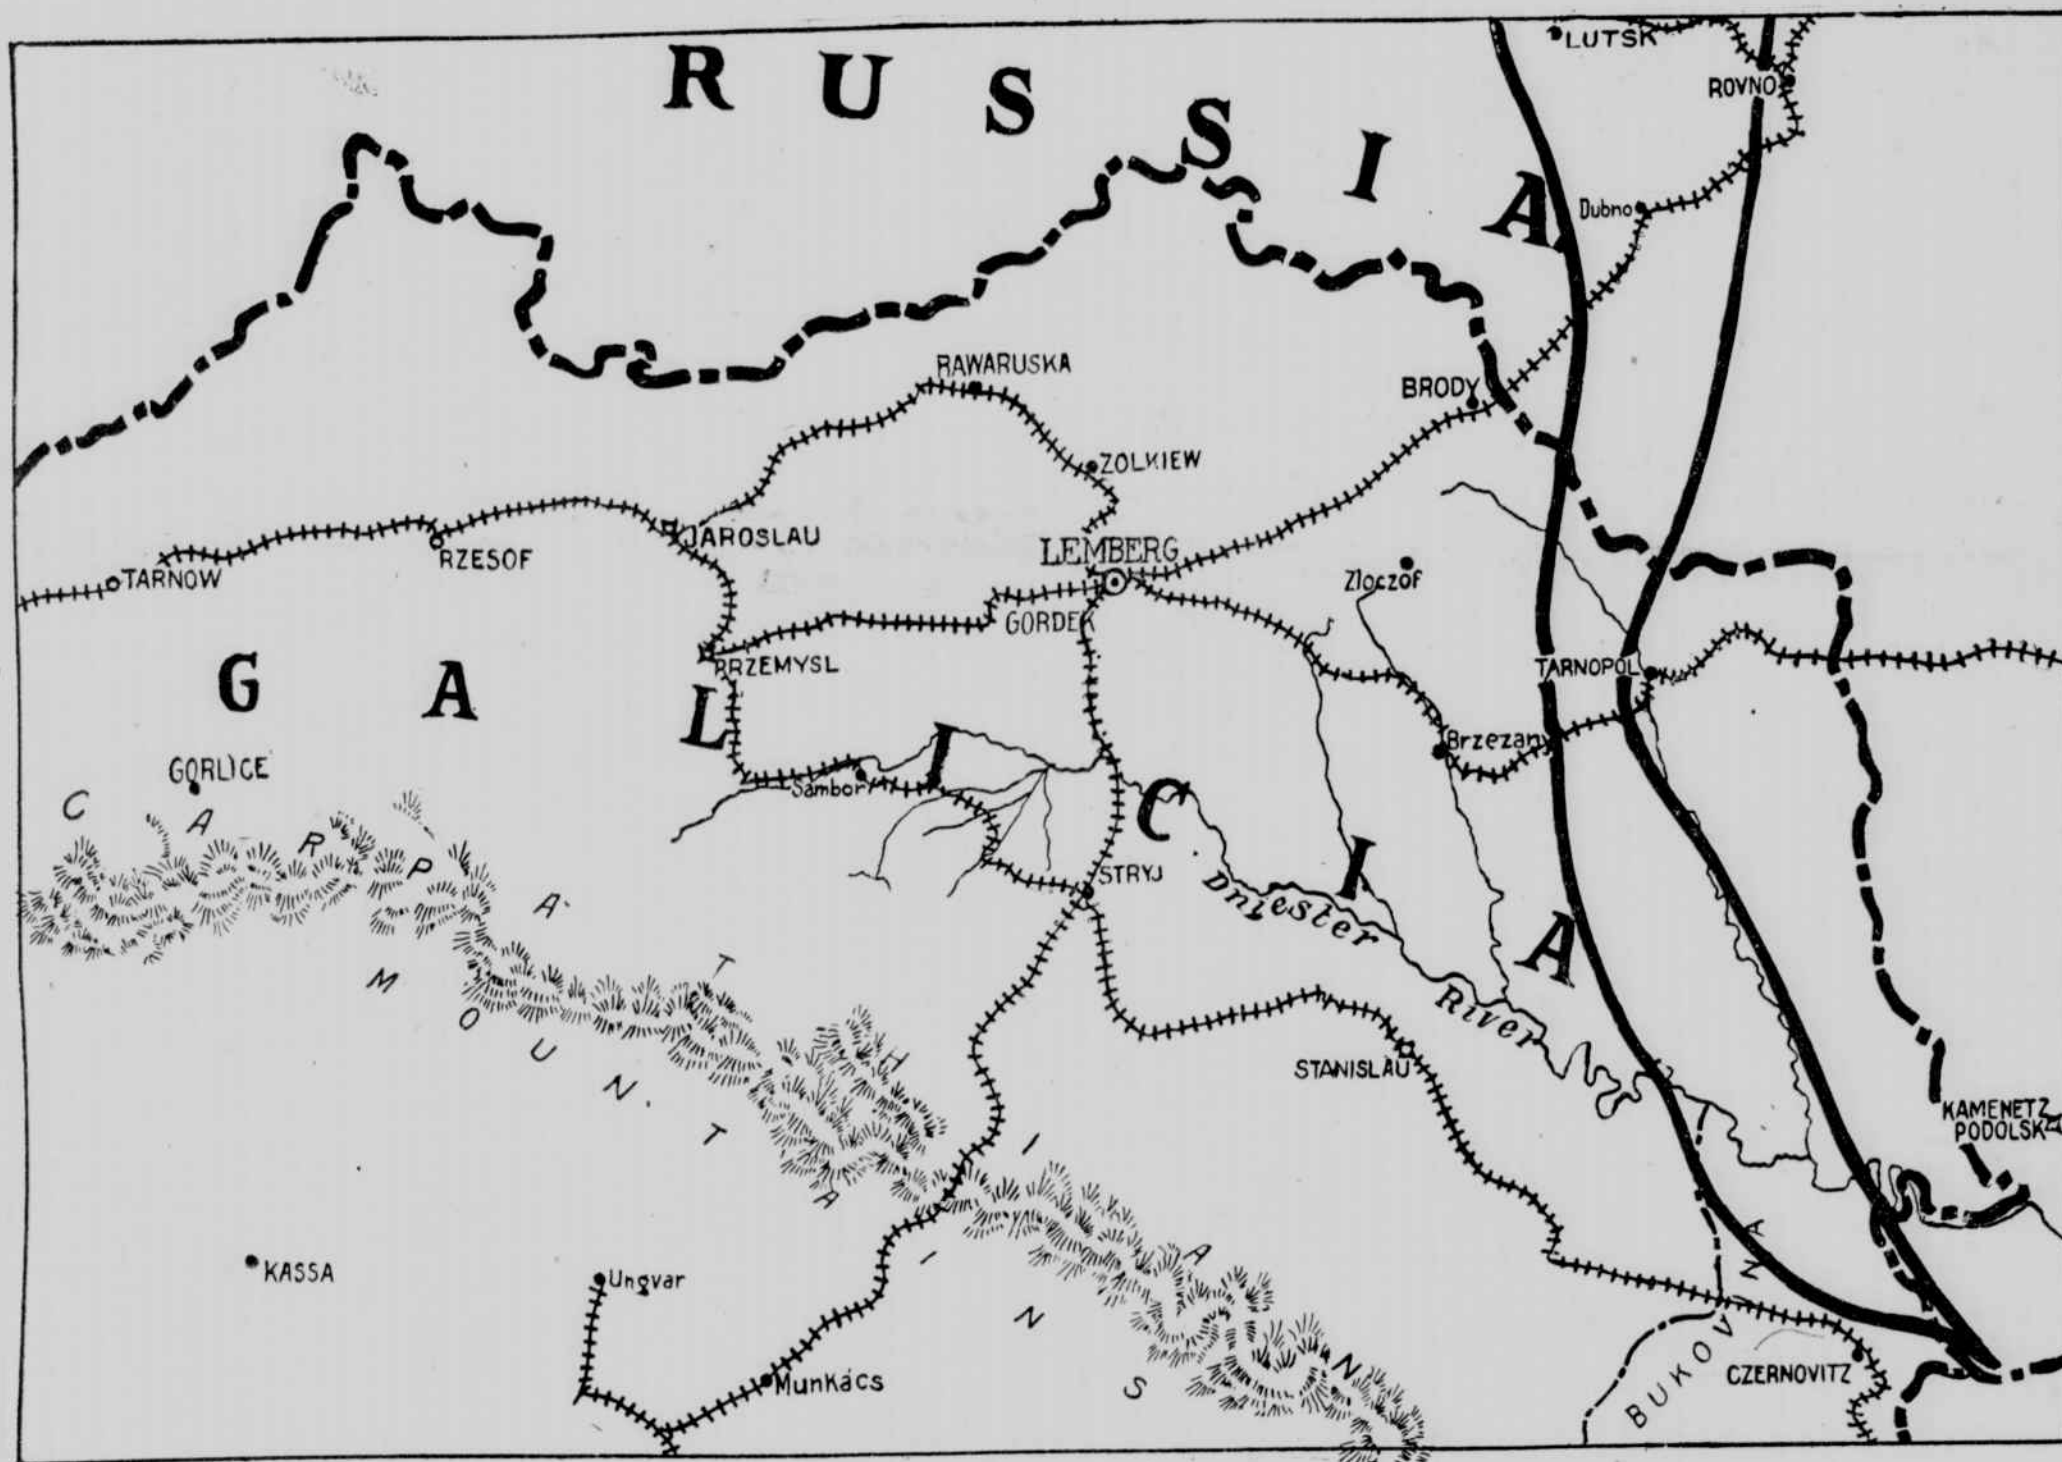 RUSSIA
LUTSK
ROVNO
Dubno
RAWARUSKA
BRODY
ZOLKIEW
JAROSLAU
LEMBERG
RZESOF
TARNOW
Zloczof
GORDEK
PRZEMYSL
TARNOPOL
GALICIA
Brzezany
GORLICE
Sambor
STRYJ
CARPATHIAN
MOUNTAINS
Dniester River
STANISLAU
KAMENETZ
PODOLSK
KASSA
Ungvar
Munkács
BUKOVINA
CZERNOVITZ